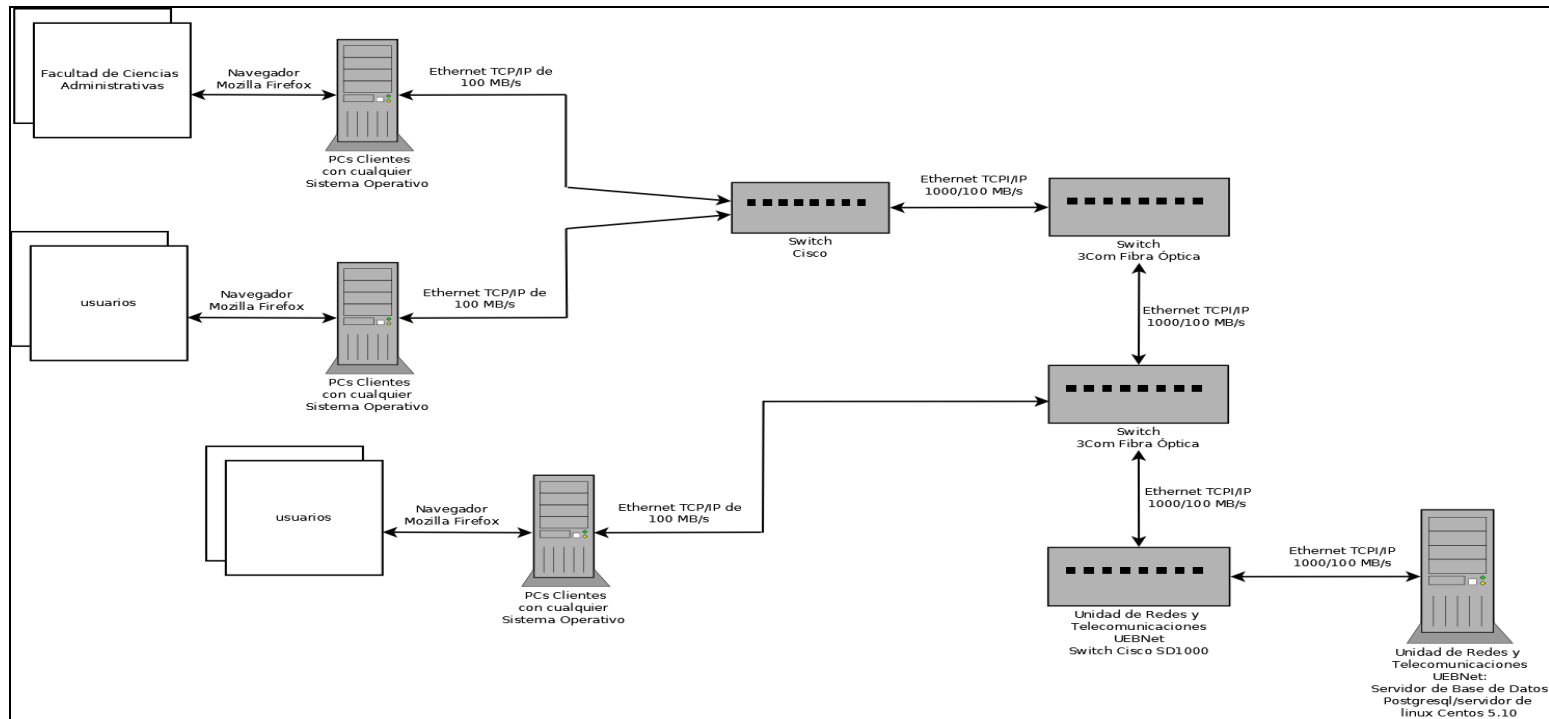 Facultad de Ciencias
Administrativas
Navegador
Mozilla Firefox
PCs Clientes
con cualquier
Sistema Operativo
Ethernet TCP/IP de
100 MB/s
Switch
Cisco
Ethernet TCPI/IP
1000/100 MB/s
Switch
3Com Fibra Óptica
usuarios
Navegador
Mozilla Firefox
PCs Clientes
con cualquier
Sistema Operativo
Ethernet TCP/IP de
100 MB/s
Ethernet TCPI/IP
1000/100 MB/s
Switch
3Com Fibra Óptica
usuarios
Navegador
Mozilla Firefox
PCs Clientes
con cualquier
Sistema Operativo
Ethernet TCP/IP de
100 MB/s
Ethernet TCPI/IP
1000/100 MB/s
Unidad de Redes y
Telecomunicaciones
UEBNet
Switch Cisco SD1000
Ethernet TCPI/IP
1000/100 MB/s
Unidad de Redes y
Telecomunicaciones
UEBNet:
Servidor de Base de Datos
Postgresql/servidor de
linux Centos 5.10